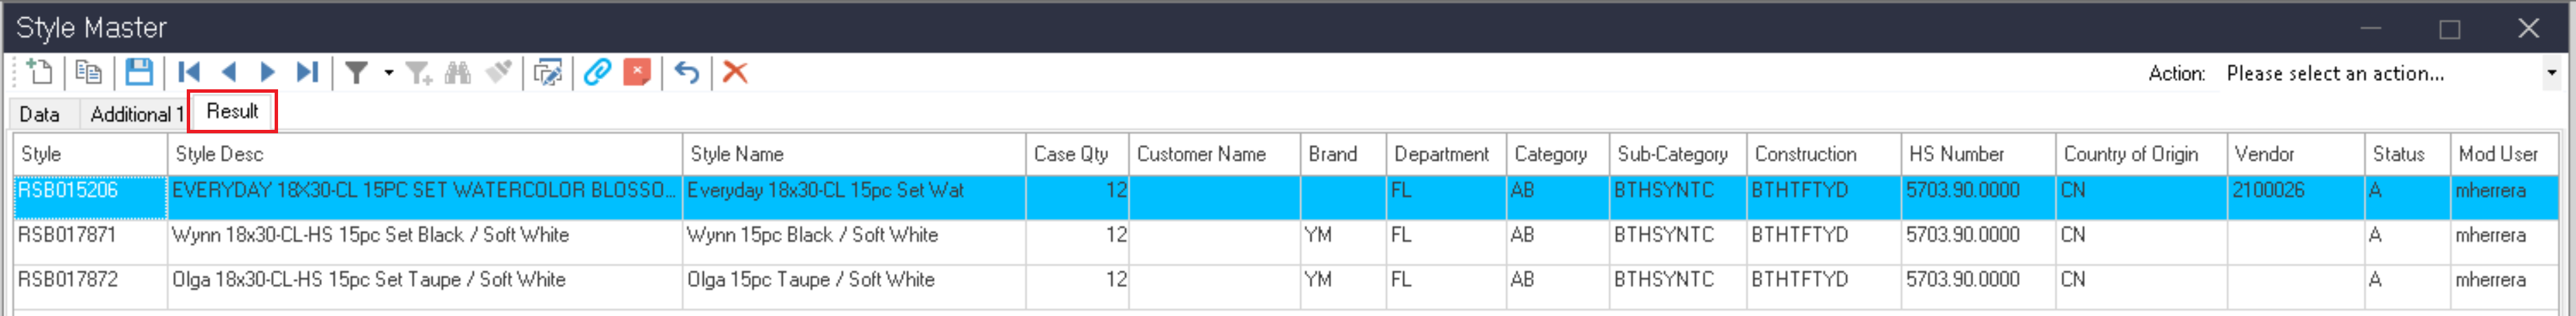 Style Master
Action: Please select an action...
Data Additional 1 Result
Style Style Desc Style Name Case Qty Customer Name Brand Department Category Sub-Category Construction HS Number Country of Origin Vendor Status Mod User
RSB015206 EVERYDAY 18X30-CL 15PC SET WATERCOLOR BLOSSO... Everyday 18x30-CL 15pc Set Wat 12 FL AB BTHSYNTC BTHTFTYD 5703.90.0000 CN 2100026 A mherrera
RSB017871 Wynn 18x30-CL-HS 15pc Set Black / Soft White Wynn 15pc Black / Soft White 12 YM FL AB BTHSYNTC BTHTFTYD 5703.90.0000 CN A mherrera
RSB017872 Olga 18x30-CL-HS 15pc Set Taupe / Soft White Olga 15pc Taupe / Soft White 12 YM FL AB BTHSYNTC BTHTFTYD 5703.90.0000 CN A mherrera